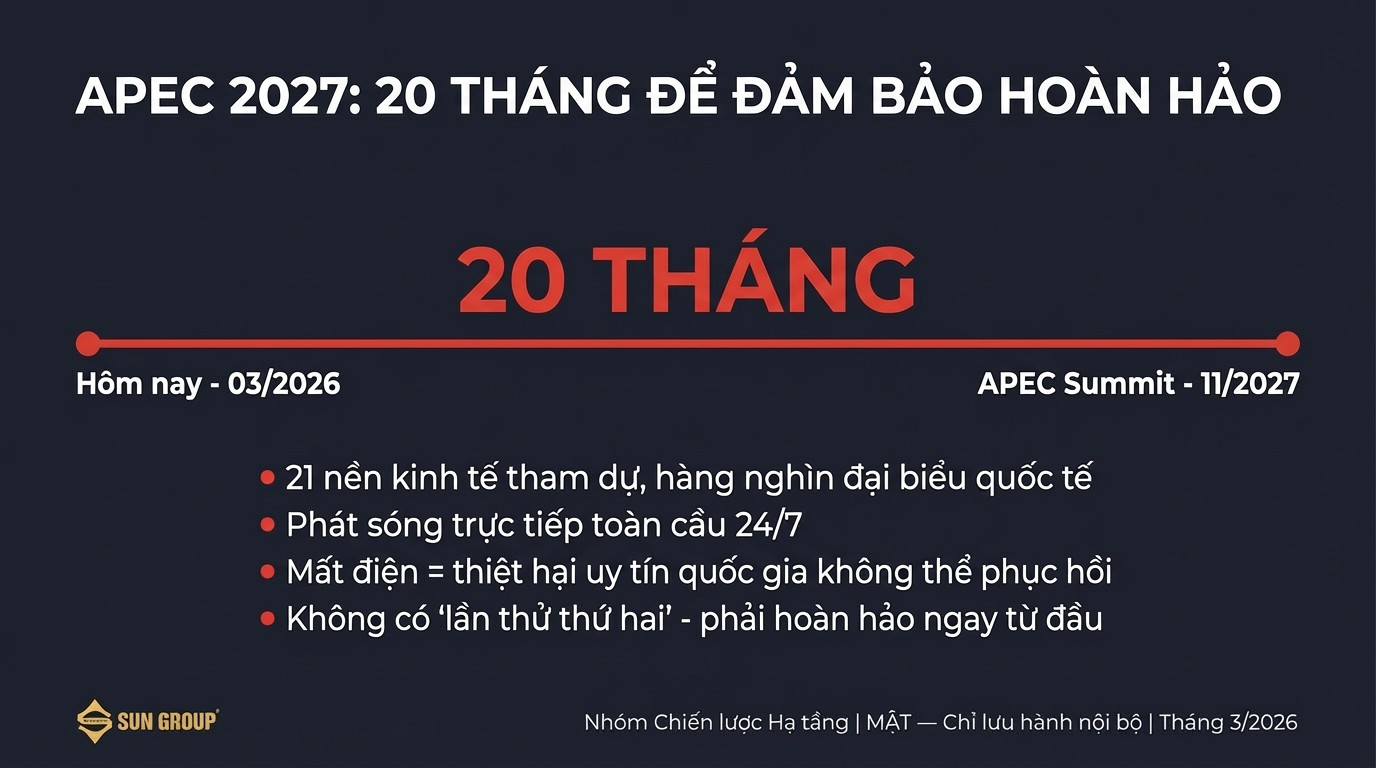 APEC 2027: 20 THÁNG ĐỂ ĐẢM BẢO HOÀN HẢO
20 THÁNG
Hôm nay - 03/2026
APEC Summit - 11/2027
• 21 nền kinh tế tham dự, hàng nghìn đại biểu quốc tế
• Phát sóng trực tiếp toàn cầu 24/7
• Mất điện = thiệt hại uy tín quốc gia không thể phục hồi
• Không có ‘lần thử thứ hai’ - phải hoàn hảo ngay từ đầu
SUN GROUP
Nhóm Chiến lược Hạ tầng | MẬT — Chỉ lưu hành nội bộ | Tháng 3/2026